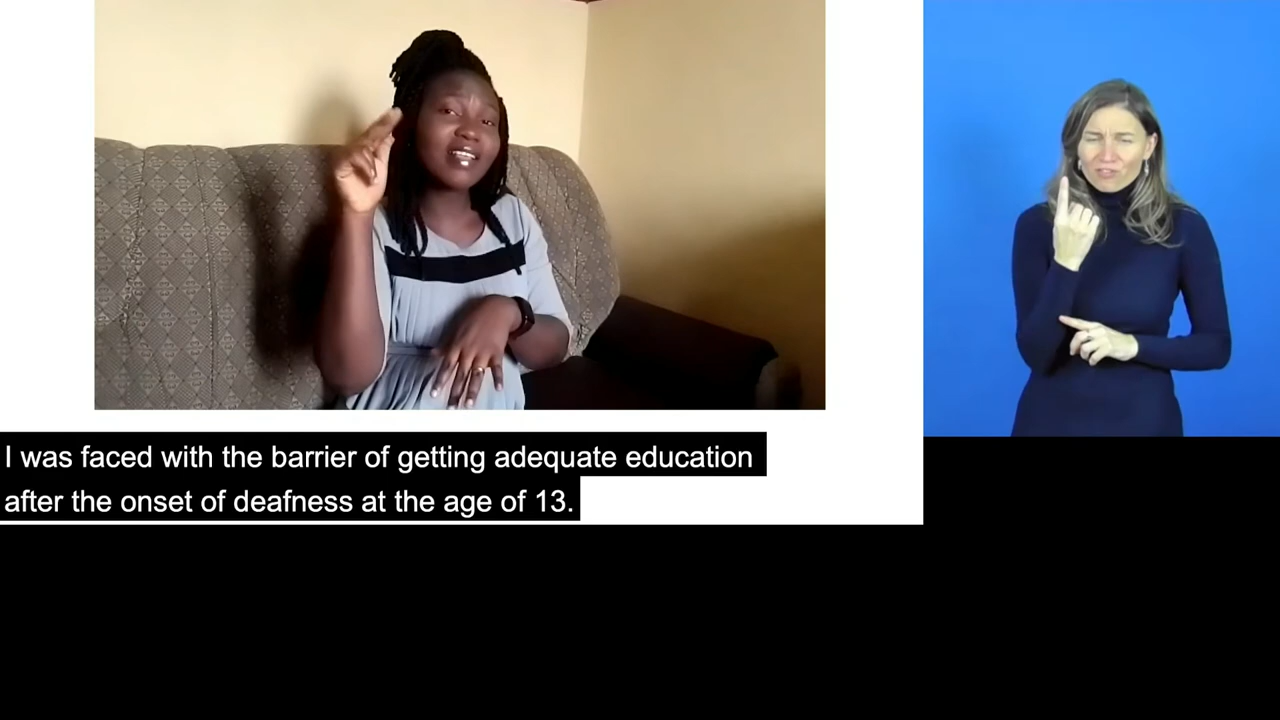 I was faced with the barrier of getting adequate education
after the onset of deafness at the age of 13.